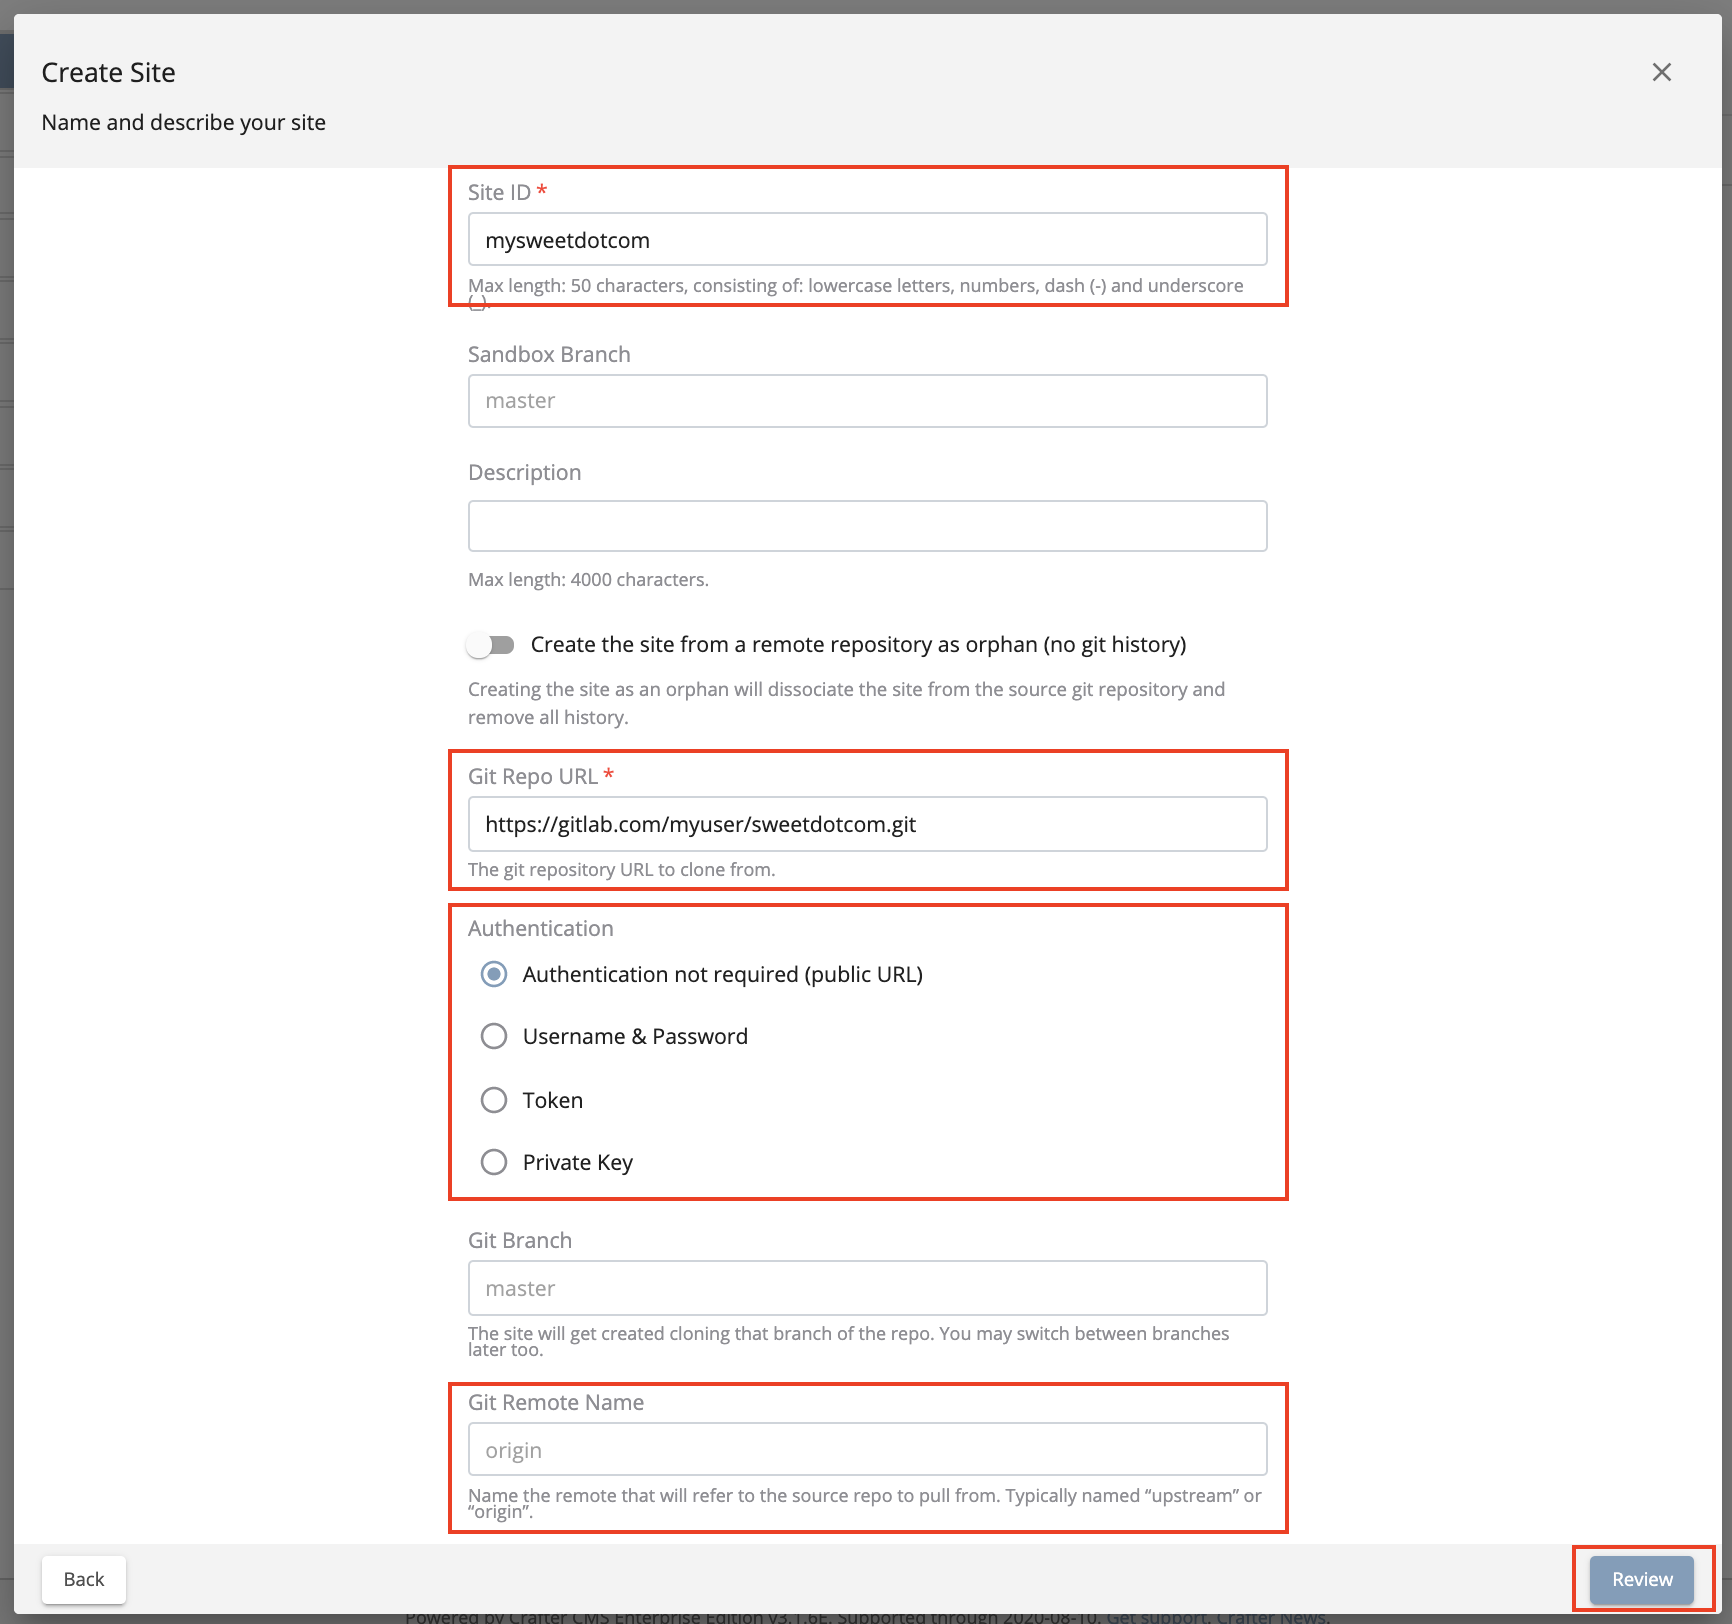 Create Site
Name and describe your site
Site ID *
mysweetdotcom
Max length: 50 characters, consisting of: lowercase letters, numbers, dash (-) and underscore
(_).
Sandbox Branch
master
Description
Max length: 4000 characters.
Create the site from a remote repository as orphan (no git history)
Creating the site as an orphan will dissociate the site from the source git repository and
remove all history.
Git Repo URL *
https://gitlab.com/myuser/sweetdotcom.git
The git repository URL to clone from.
Authentication
Authentication not required (public URL)
Username & Password
Token
Private Key
Git Branch
master
The site will get created cloning that branch of the repo. You may switch between branches
later too.
Git Remote Name
origin
Name the remote that will refer to the source repo to pull from. Typically named “upstream” or
“origin”.
Back
Review
Powered by Crafter CMS Enterprise Edition v3.1.6E. Supported through 2020-08-10. Get support. Crafter News.